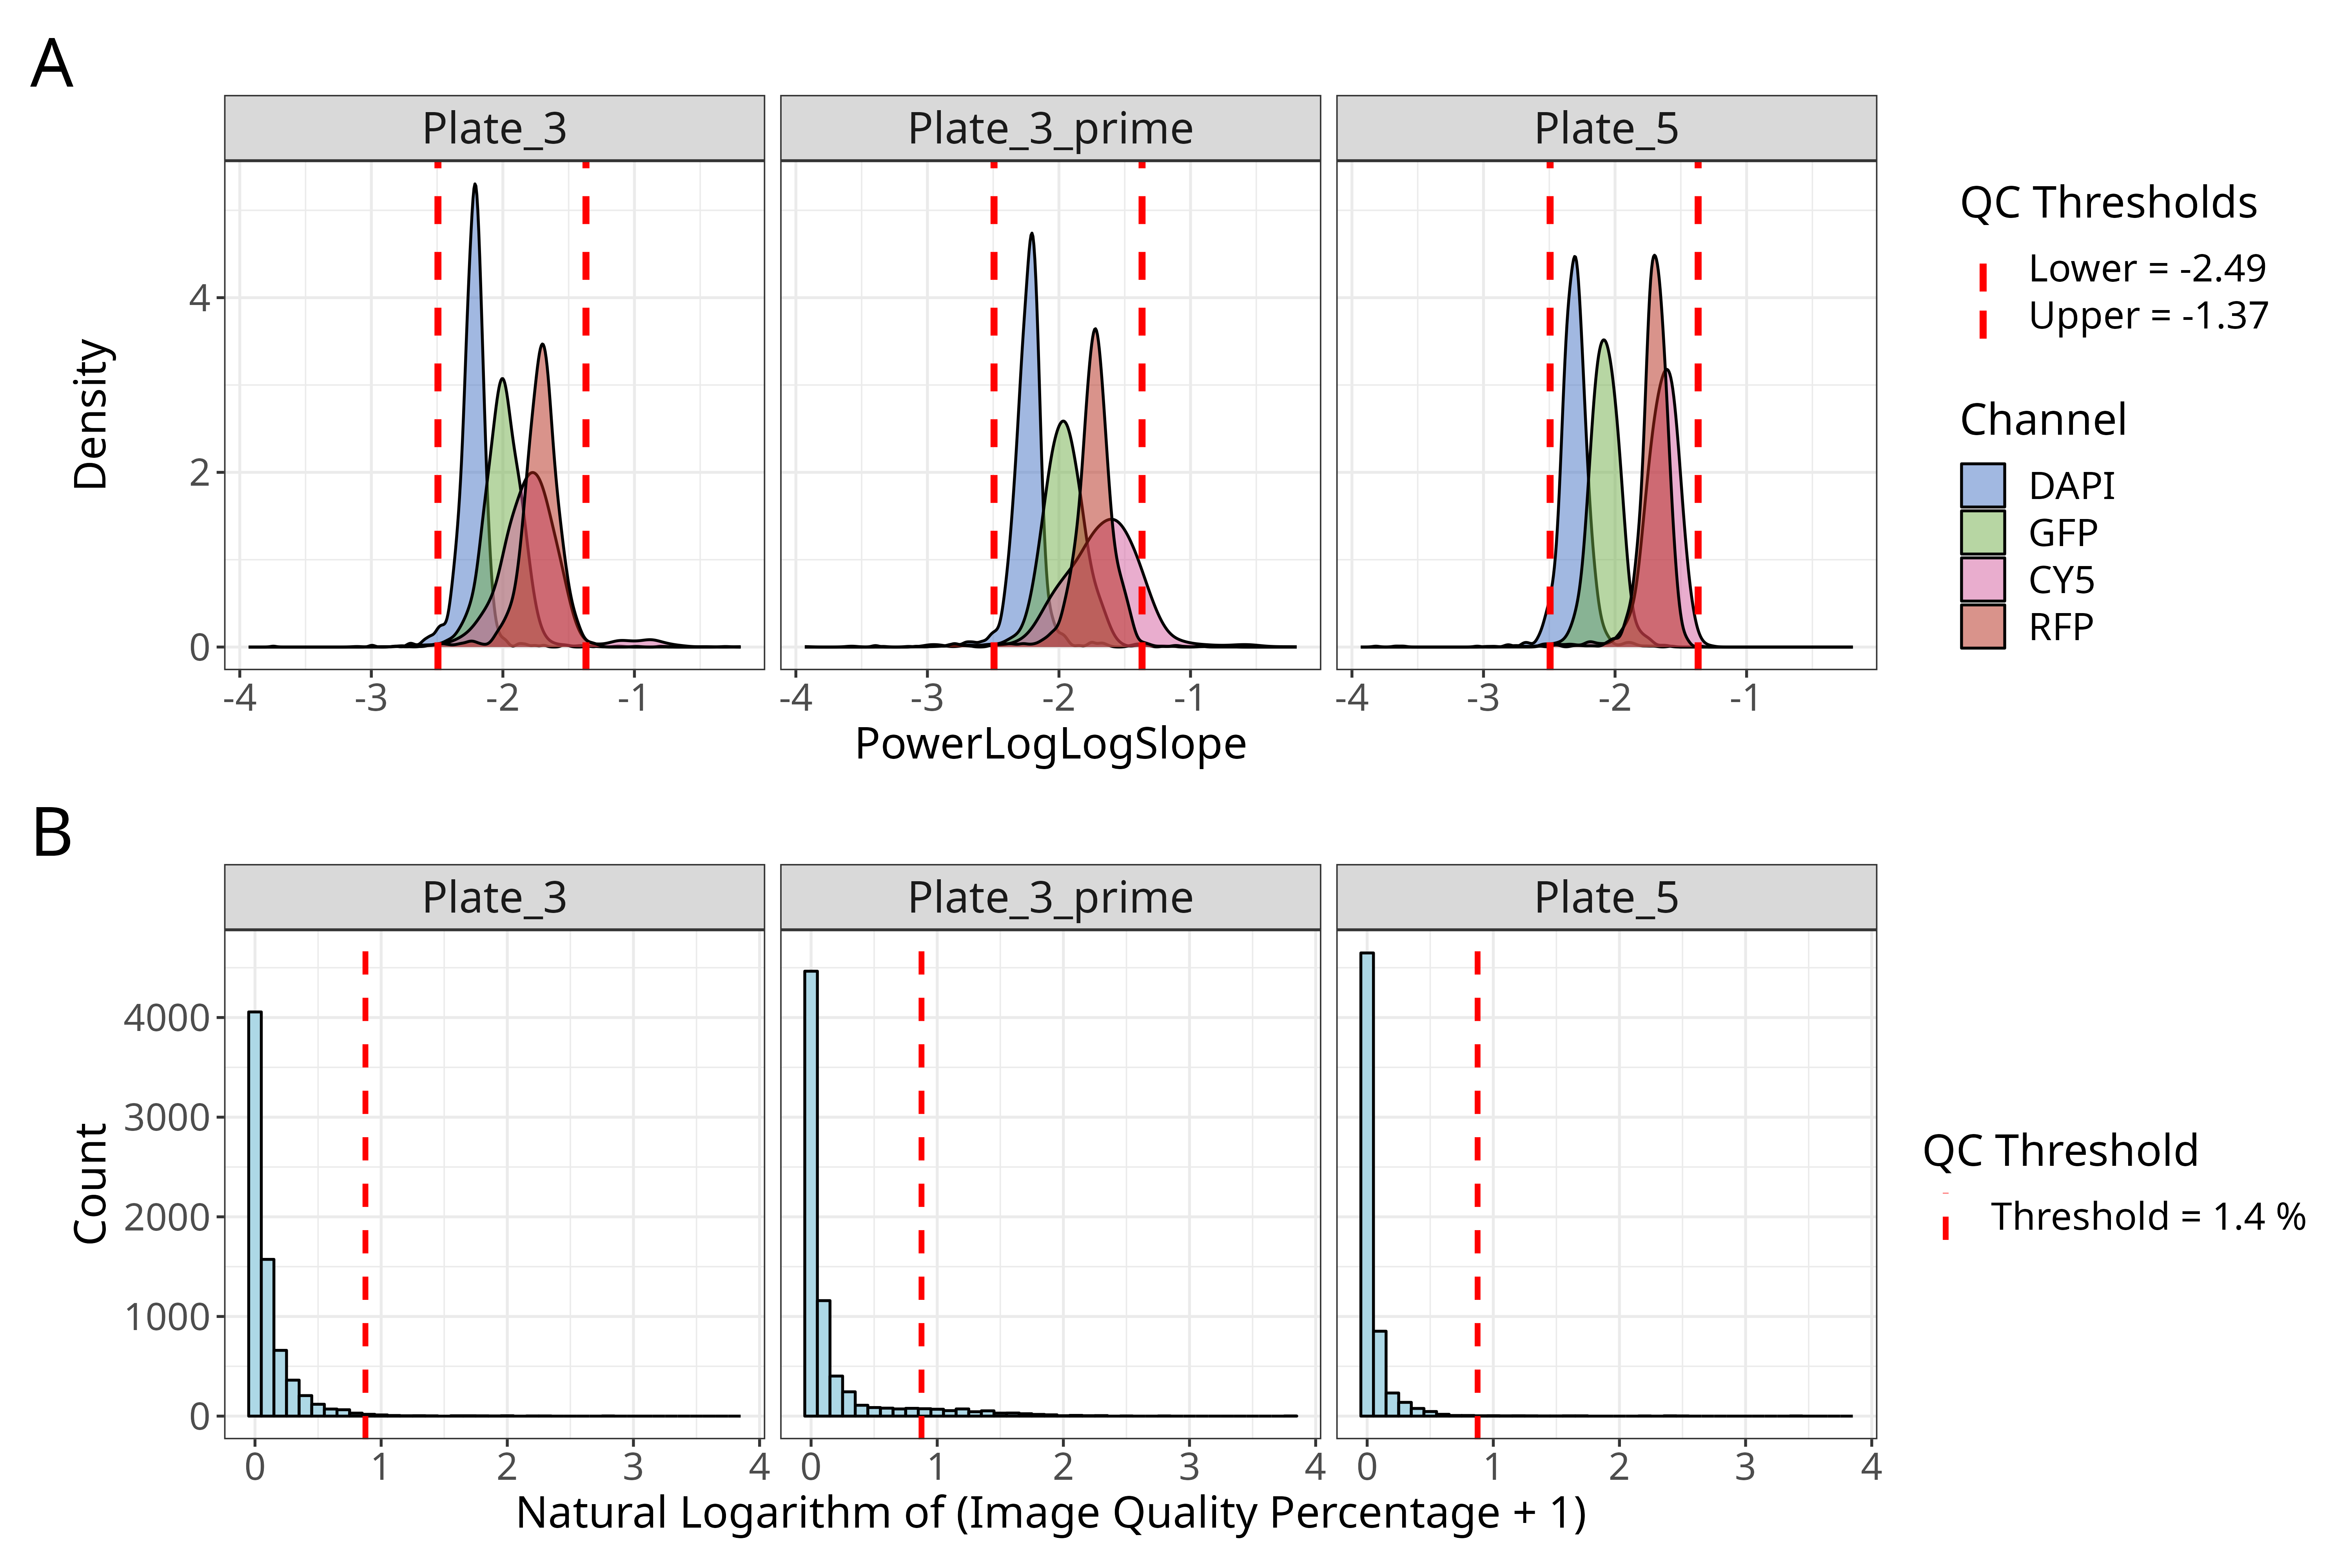 A
Plate_3 Plate_3_prime Plate_5
QC Thresholds
Lower = -2.49
Upper = -1.37
Channel
DAPI
GFP
CY5
RFP
Density
4
2
0
-4 -3 -2 -1 -4 -3 -2 -1 -4 -3 -2 -1
PowerLogLogSlope
B
Plate_3 Plate_3_prime Plate_5
Count
4000
3000
2000
1000
0
QC Threshold
Threshold = 1.4 %
0 1 2 3 4 0 1 2 3 4 0 1 2 3 4
Natural Logarithm of (Image Quality Percentage + 1)